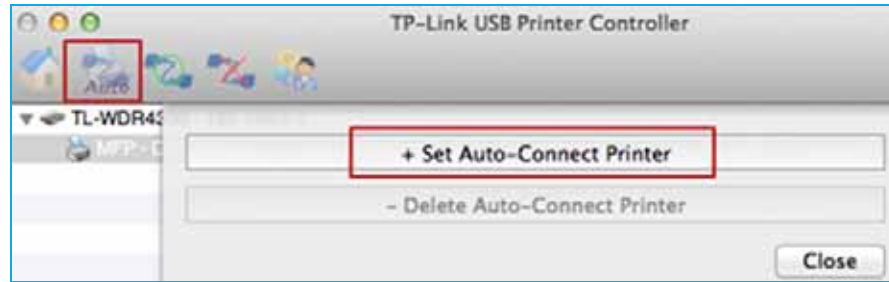 TP-Link USB Printer Controller
Auto
TL-WDR43
+ Set Auto-Connect Printer
- Delete Auto-Connect Printer
Close